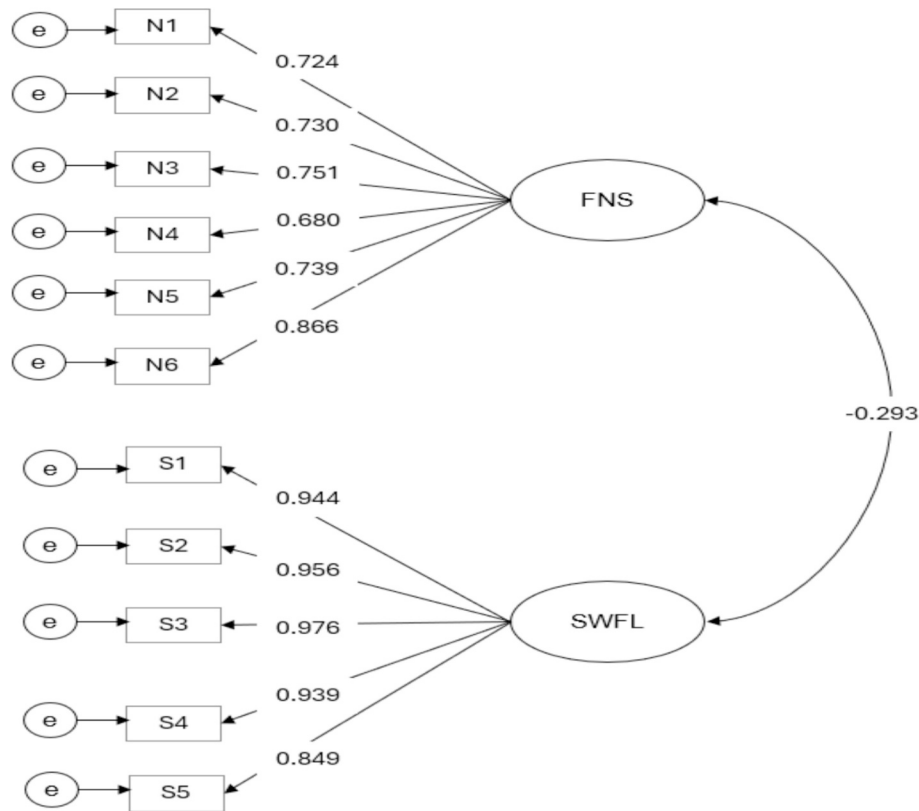 e N1
0.724
e N2
0.730
e N3
0.751
FNS
e N4
0.680
e N5
0.739
e N6
0.866
-0.293
e S1
0.944
e S2
0.956
e S3
0.976
SWFL
e S4
0.939
e S5
0.849